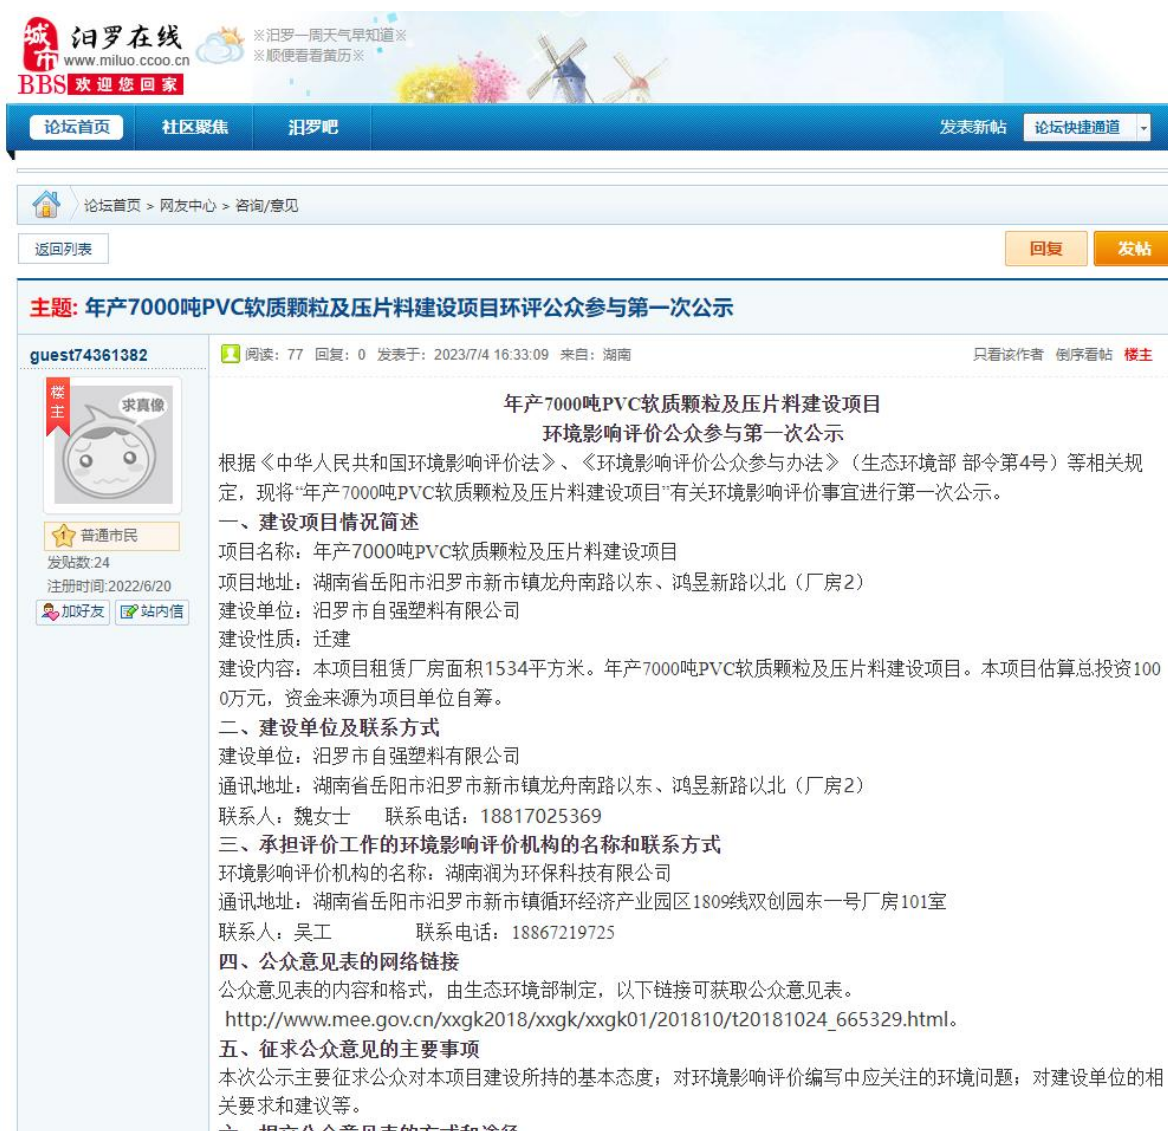 城市
汨罗在线
www.miluo.ccoo.cn
BBS 欢迎您回家
※汨罗一周天气早知道※
※顺便看看黄历※
论坛首页 社区聚焦 汨罗吧 发表新帖 论坛快捷通道
论坛首页 > 网友中心 > 咨询/意见
返回列表 回复 发帖
主题: 年产7000吨PVC软质颗粒及压片料建设项目环评公众参与第一次公示
guest74361382
楼主
求真像
1 普通市民
发贴数:24
注册时间:2022/6/20
加好友 站内信
阅读：77 回复：0 发表于：2023/7/4 16:33:09 来自：湖南 只看该作者 倒序看帖 楼主
年产7000吨PVC软质颗粒及压片料建设项目
环境影响评价公众参与第一次公示
根据《中华人民共和国环境影响评价法》、《环境影响评价公众参与办法》（生态环境部 部令第4号）等相关规
定，现将“年产7000吨PVC软质颗粒及压片料建设项目”有关环境影响评价事宜进行第一次公示。
一、建设项目情况简述
项目名称：年产7000吨PVC软质颗粒及压片料建设项目
项目地址：湖南省岳阳市汨罗市新市镇龙舟南路以东、鸿昱新路以北（厂房2）
建设单位：汨罗市自强塑料有限公司
建设性质：迁建
建设内容：本项目租赁厂房面积1534平方米。年产7000吨PVC软质颗粒及压片料建设项目。本项目估算总投资100
0万元，资金来源为项目单位自筹。
二、建设单位及联系方式
建设单位：汨罗市自强塑料有限公司
通讯地址：湖南省岳阳市汨罗市新市镇龙舟南路以东、鸿昱新路以北（厂房2）
联系人：魏女士 联系电话：18817025369
三、承担评价工作的环境影响评价机构的名称和联系方式
环境影响评价机构的名称：湖南润为环保科技有限公司
通讯地址：湖南省岳阳市汨罗市新市镇循环经济产业园区1809线双创园东一号厂房101室
联系人：吴工 联系电话：18867219725
四、公众意见表的网络链接
公众意见表的内容和格式，由生态环境部制定，以下链接可获取公众意见表。
http://www.mee.gov.cn/xxgk2018/xxgk/xxgk01/201810/t20181024_665329.html。
五、征求公众意见的主要事项
本次公示主要征求公众对本项目建设所持的基本态度；对环境影响评价编写中应关注的环境问题；对建设单位的相
关要求和建议等。
六、提交公众意见表的方式和途径